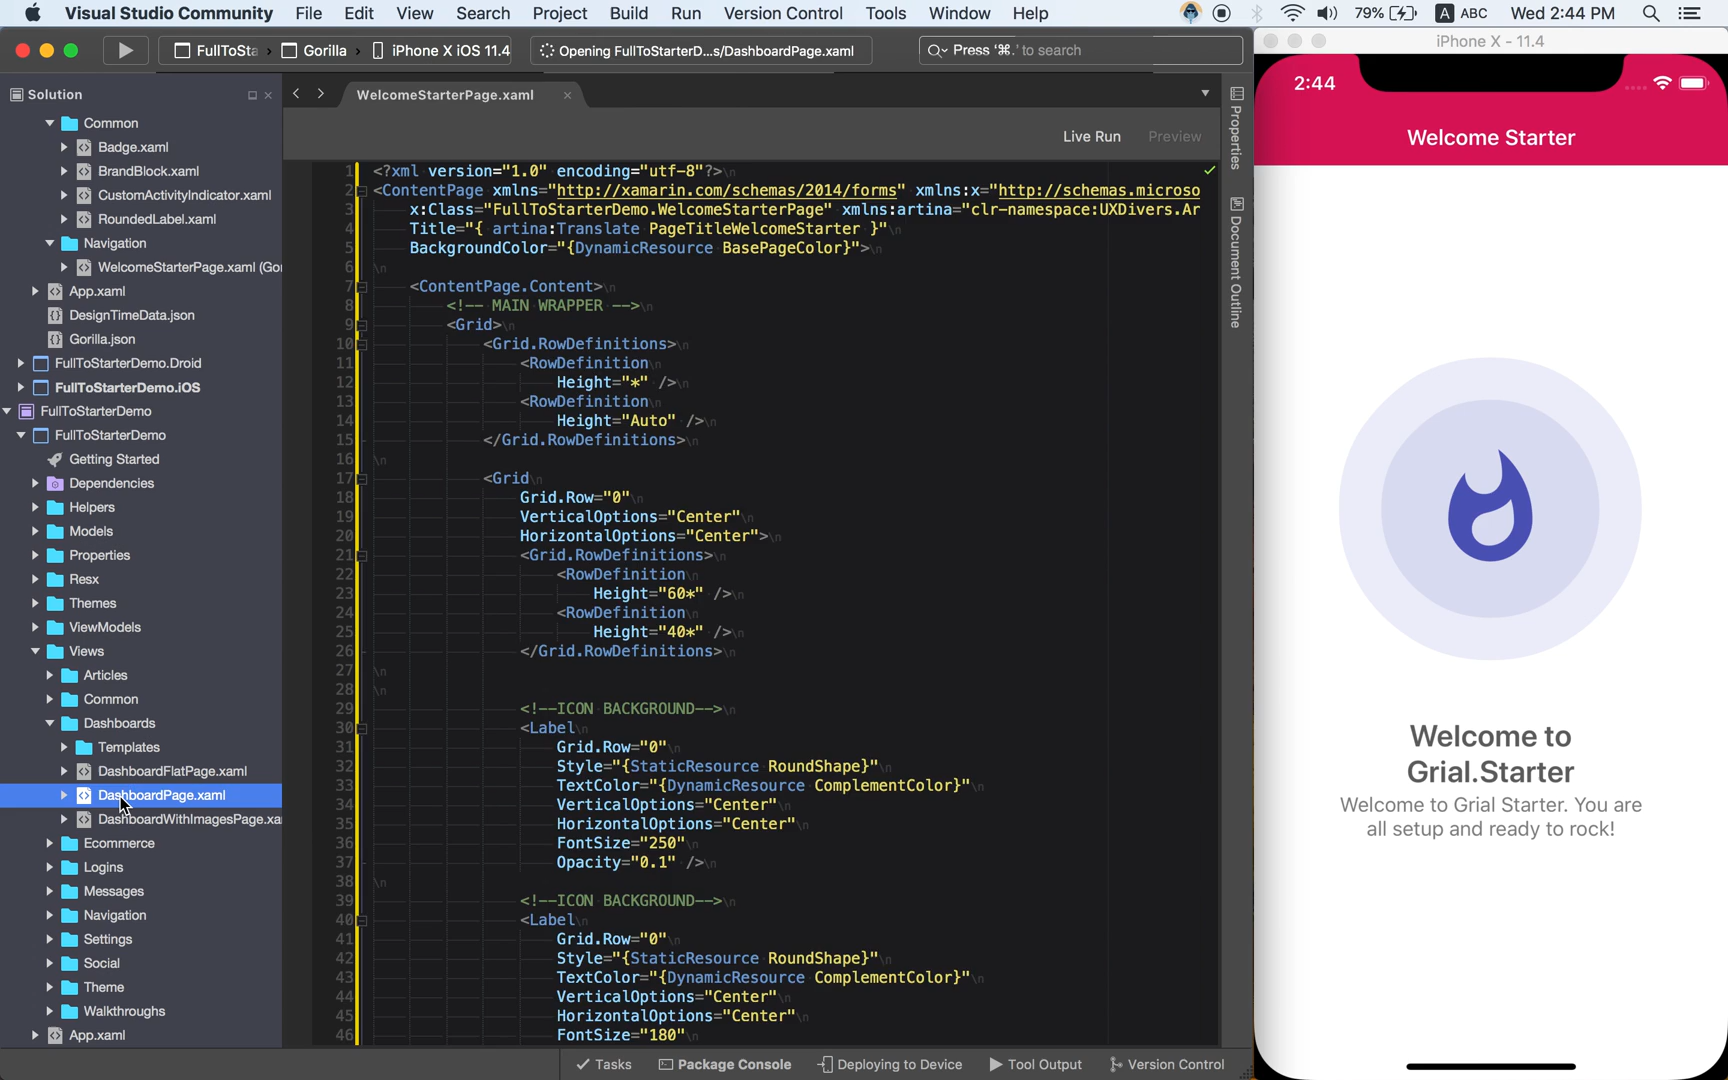 Visual Studio Community File Edit View Search Project Build Run Version Control Tools Window Help 79% A ABC Wed 2:44 PM
FullToSta Gorilla iPhone X iOS 11.4 Opening FullToStarterD...s/DashboardPage.xaml Press '⌘.' to search
iPhone X - 11.4
Solution
Common
Badge.xaml
BrandBlock.xaml
CustomActivityIndicator.xaml
RoundedLabel.xaml
Navigation
WelcomeStarterPage.xaml (Go
App.xaml
DesignTimeData.json
Gorilla.json
FullToStarterDemo.Droid
FullToStarterDemo.iOS
FullToStarterDemo
FullToStarterDemo
Getting Started
Dependencies
Helpers
Models
Properties
Resx
Themes
ViewModels
Views
Articles
Common
Dashboards
Templates
DashboardFlatPage.xaml
DashboardPage.xaml
DashboardWithImagesPage.xa
Ecommerce
Logins
Messages
Navigation
Settings
Social
Theme
Walkthroughs
App.xaml
WelcomeStarterPage.xaml
Live Run Preview
1 <?xml version="1.0" encoding="utf-8"?>\n
2 <ContentPage xmlns="http://xamarin.com/schemas/2014/forms" xmlns:x="http://schemas.microso
3 x:Class="FullToStarterDemo.WelcomeStarterPage" xmlns:artina="clr-namespace:UXDivers.Ar
4 Title="{ artina:Translate PageTitleWelcomeStarter }"\n
5 BackgroundColor="{DynamicResource BasePageColor}">\n
6 \n
7 <ContentPage.Content>\n
8 <!-- MAIN WRAPPER -->\n
9 <Grid>\n
10 <Grid.RowDefinitions>\n
11 <RowDefinition\n
12 Height="*" />\n
13 <RowDefinition\n
14 Height="Auto" />\n
15 </Grid.RowDefinitions>\n
16 \n
17 <Grid\n
18 Grid.Row="0"\n
19 VerticalOptions="Center"\n
20 HorizontalOptions="Center">\n
21 <Grid.RowDefinitions>\n
22 <RowDefinition\n
23 Height="60*" />\n
24 <RowDefinition\n
25 Height="40*" />\n
26 </Grid.RowDefinitions>\n
27 \n
28 \n
29 <!--ICON BACKGROUND-->\n
30 <Label\n
31 Grid.Row="0"\n
32 Style="{StaticResource RoundShape}"\n
33 TextColor="{DynamicResource ComplementColor}"\n
34 VerticalOptions="Center"\n
35 HorizontalOptions="Center"\n
36 FontSize="250"\n
37 Opacity="0.1" />\n
38 \n
39 <!--ICON BACKGROUND-->\n
40 <Label\n
41 Grid.Row="0"\n
42 Style="{StaticResource RoundShape}"\n
43 TextColor="{DynamicResource ComplementColor}"\n
44 VerticalOptions="Center"\n
45 HorizontalOptions="Center"\n
46 FontSize="180"\n
Properties
Document Outline
Tasks Package Console Deploying to Device Tool Output Version Control
2:44
Welcome Starter
Welcome to
Grial.Starter
Welcome to Grial Starter. You are
all setup and ready to rock!